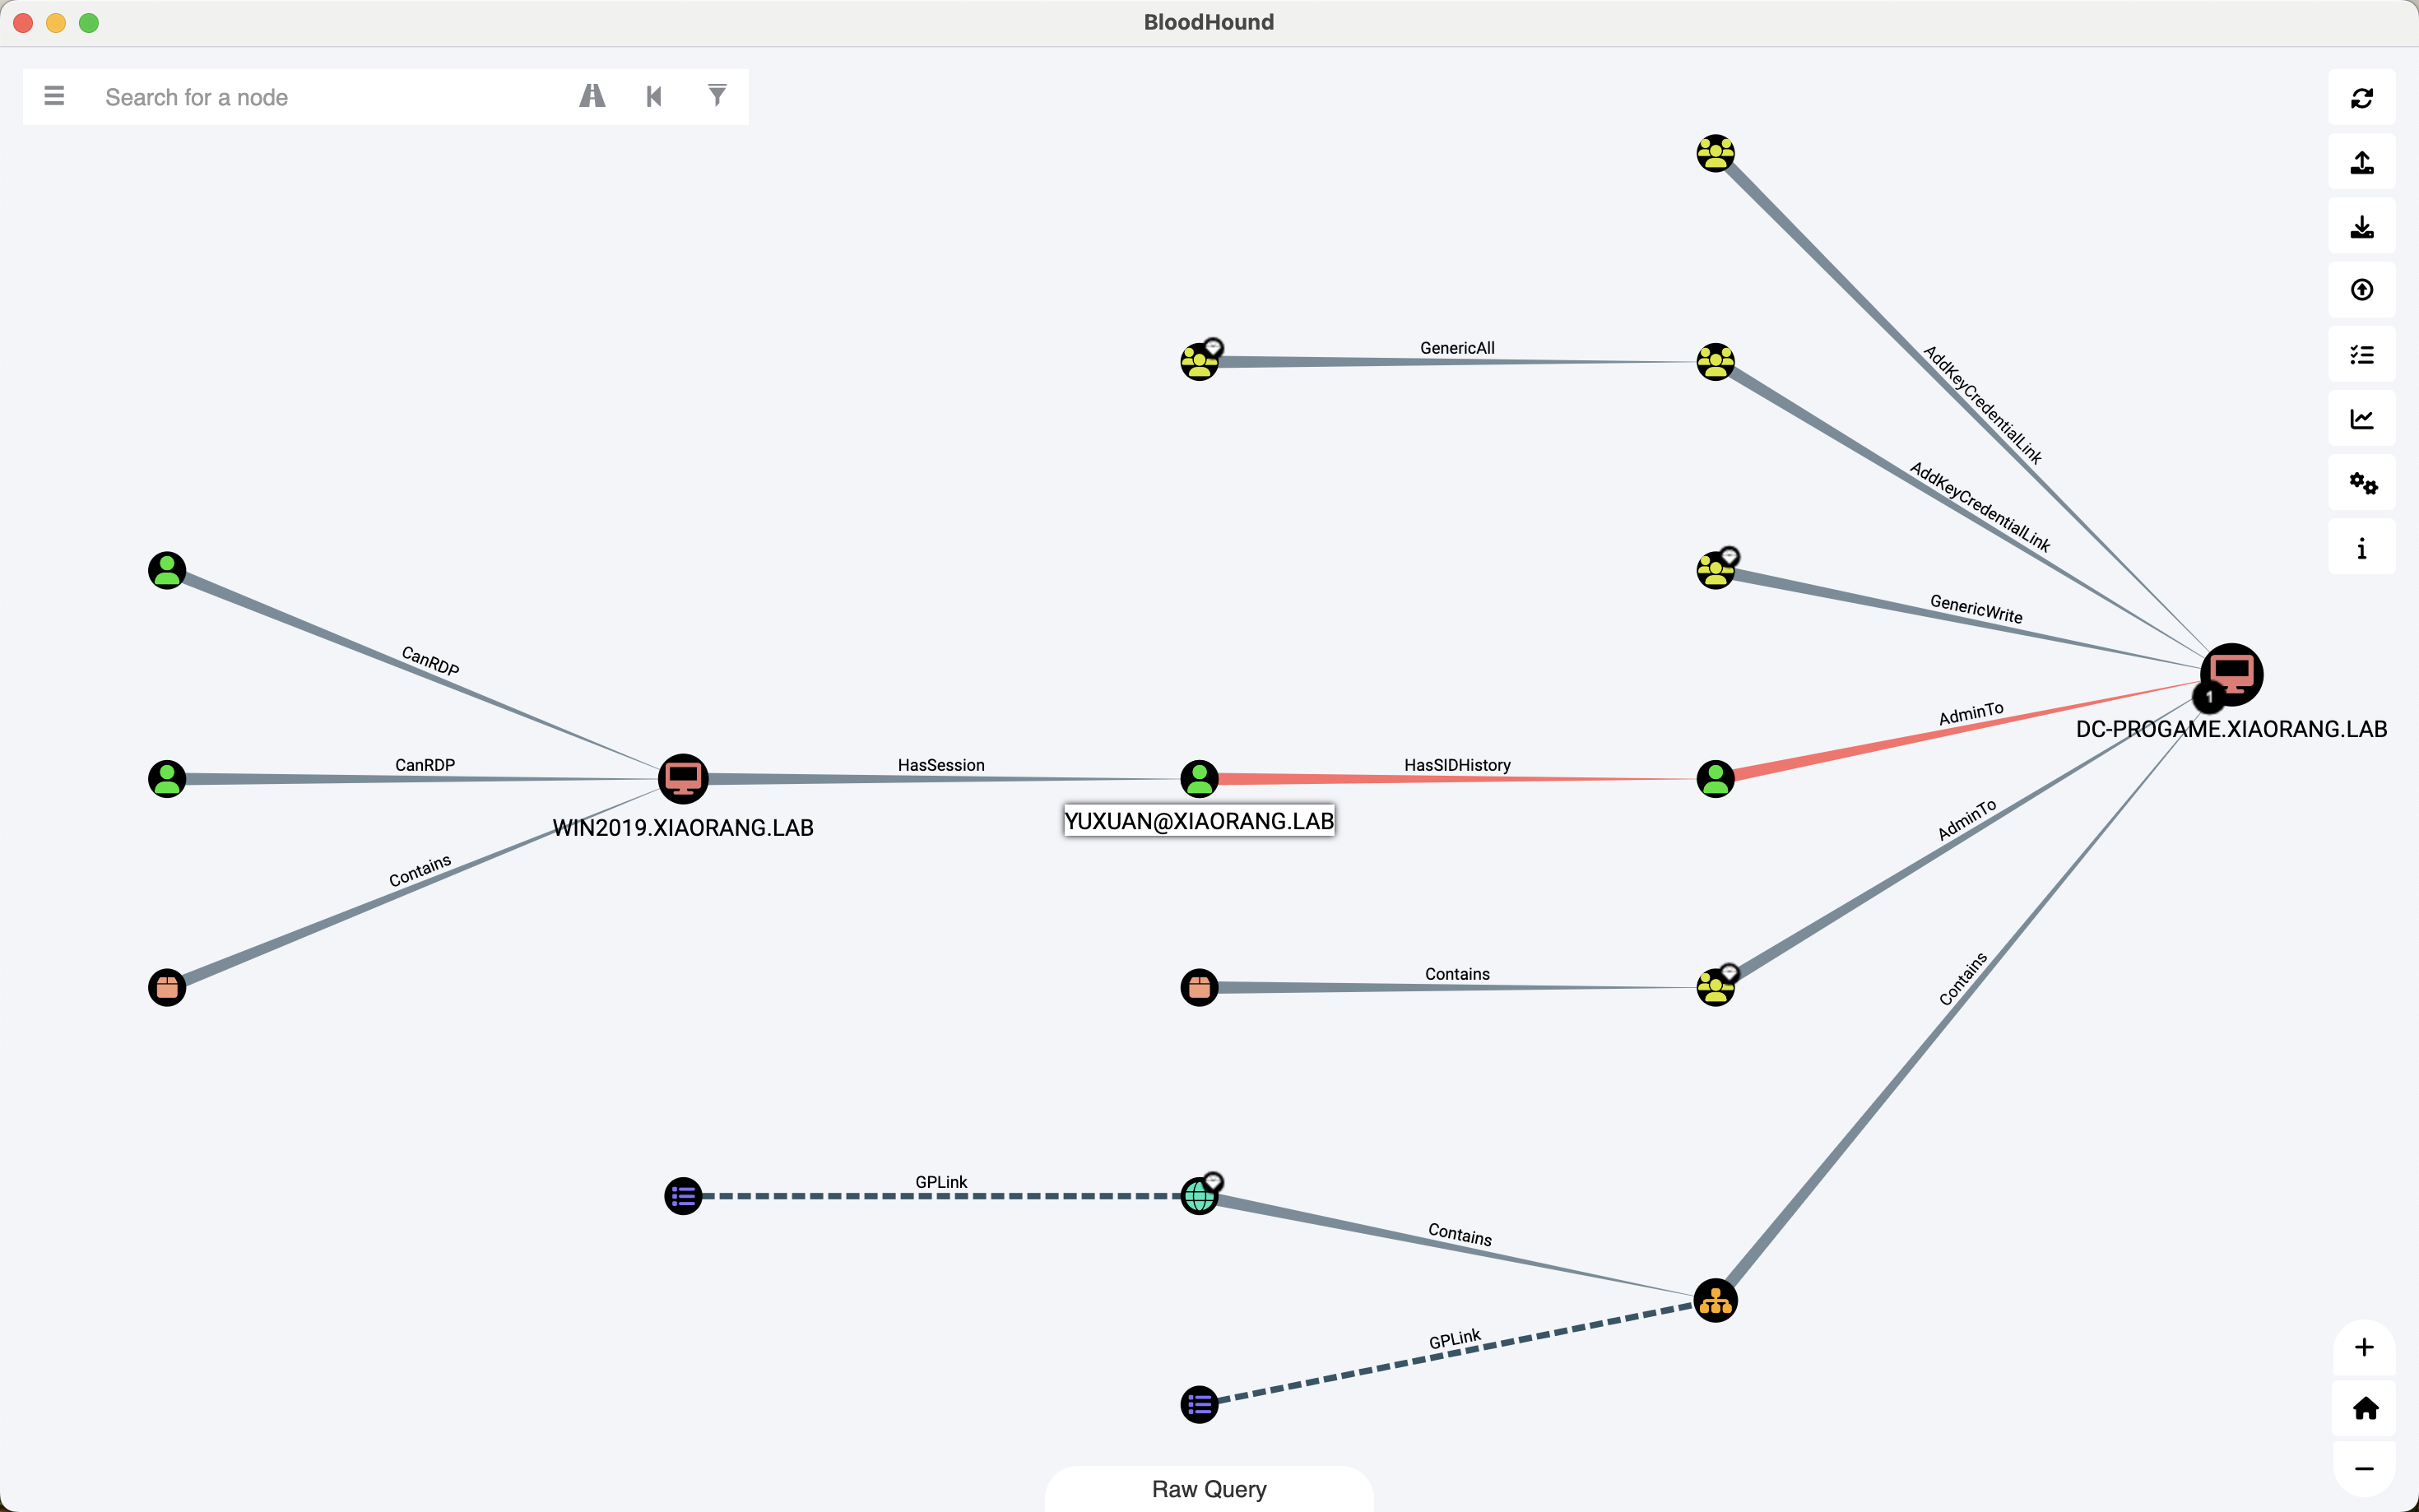 BloodHound
Search for a node
AddKeyCredentialLink
GenericAll
AddKeyCredentialLink
GenericWrite
CanRDP
AdminTo
1
DC-PROGAME.XIAORANG.LAB
CanRDP
HasSession
HasSIDHistory
WIN2019.XIAORANG.LAB
YUXUAN@XIAORANG.LAB
AdminTo
Contains
Contains
Contains
GPLink
Contains
GPLink
Raw Query